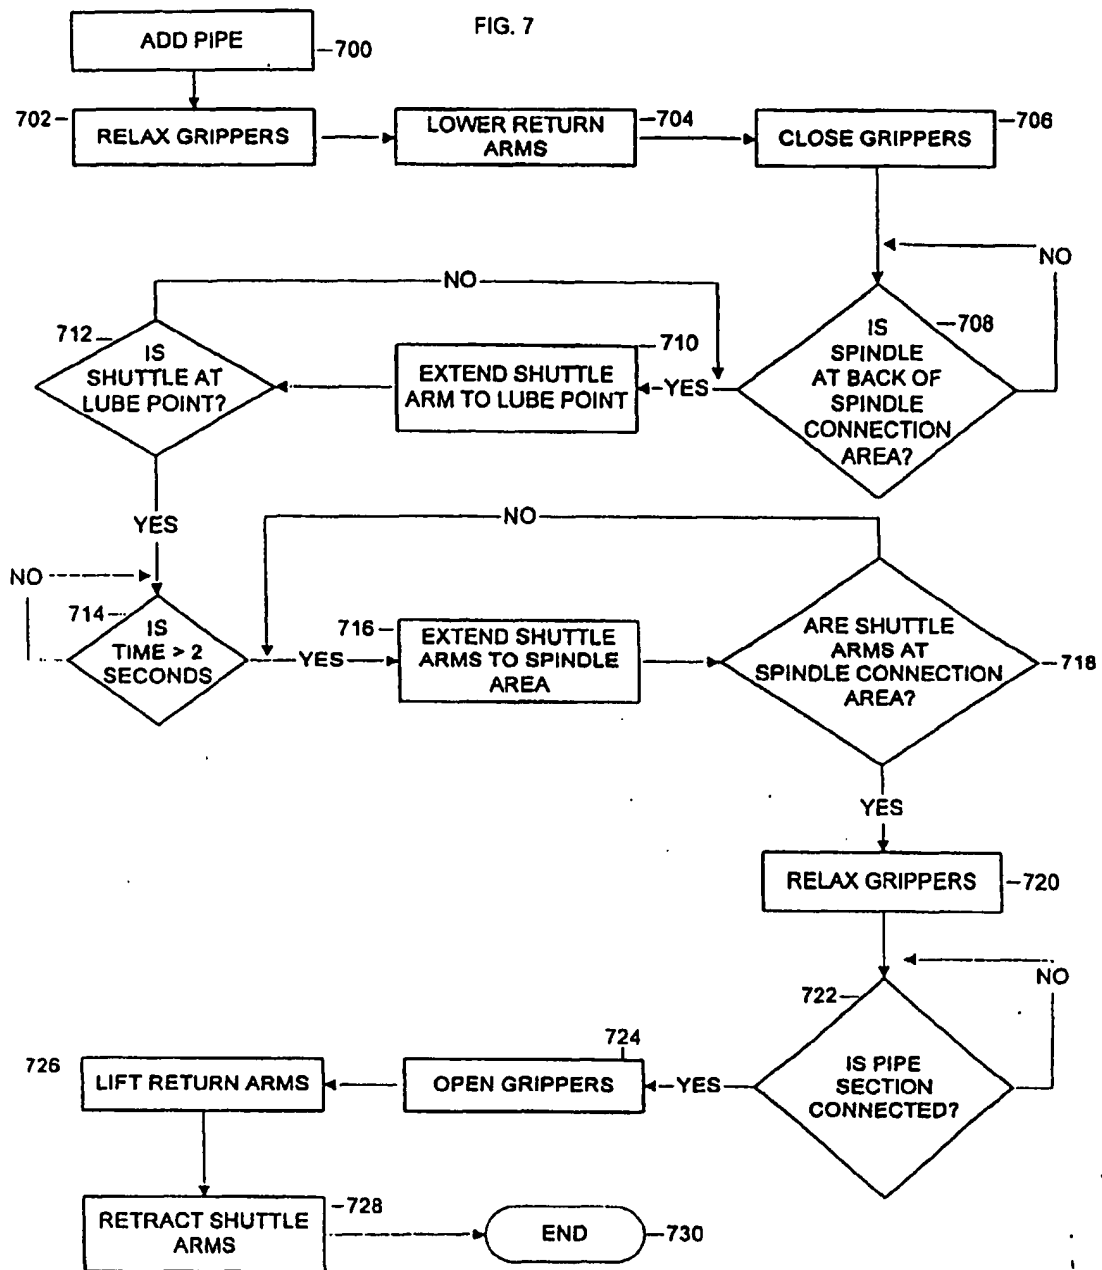 FIG. 7
ADD PIPE
700
702
RELAX GRIPPERS
LOWER RETURN
ARMS
704
CLOSE GRIPPERS
706
NO
NO
712
IS
SHUTTLE AT
LUBE POINT?
710
EXTEND SHUTTLE
ARM TO LUBE POINT
YES
708
IS
SPINDLE
AT BACK OF
SPINDLE
CONNECTION
AREA?
YES
NO
NO
714
IS
TIME > 2
SECONDS
YES
716
EXTEND SHUTTLE
ARMS TO SPINDLE
AREA
ARE SHUTTLE
ARMS AT
SPINDLE CONNECTION
AREA?
718
YES
RELAX GRIPPERS
720
NO
722
IS PIPE
SECTION
CONNECTED?
YES
724
OPEN GRIPPERS
726
LIFT RETURN ARMS
728
RETRACT SHUTTLE
ARMS
END
730